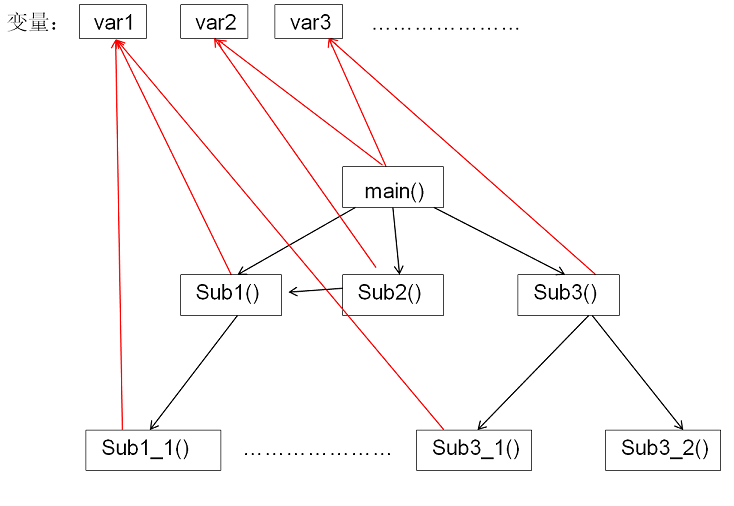 变量： var1 var2 var3 …………………
main()
Sub1() Sub2() Sub3()
Sub1_1() ………………… Sub3_1() Sub3_2()